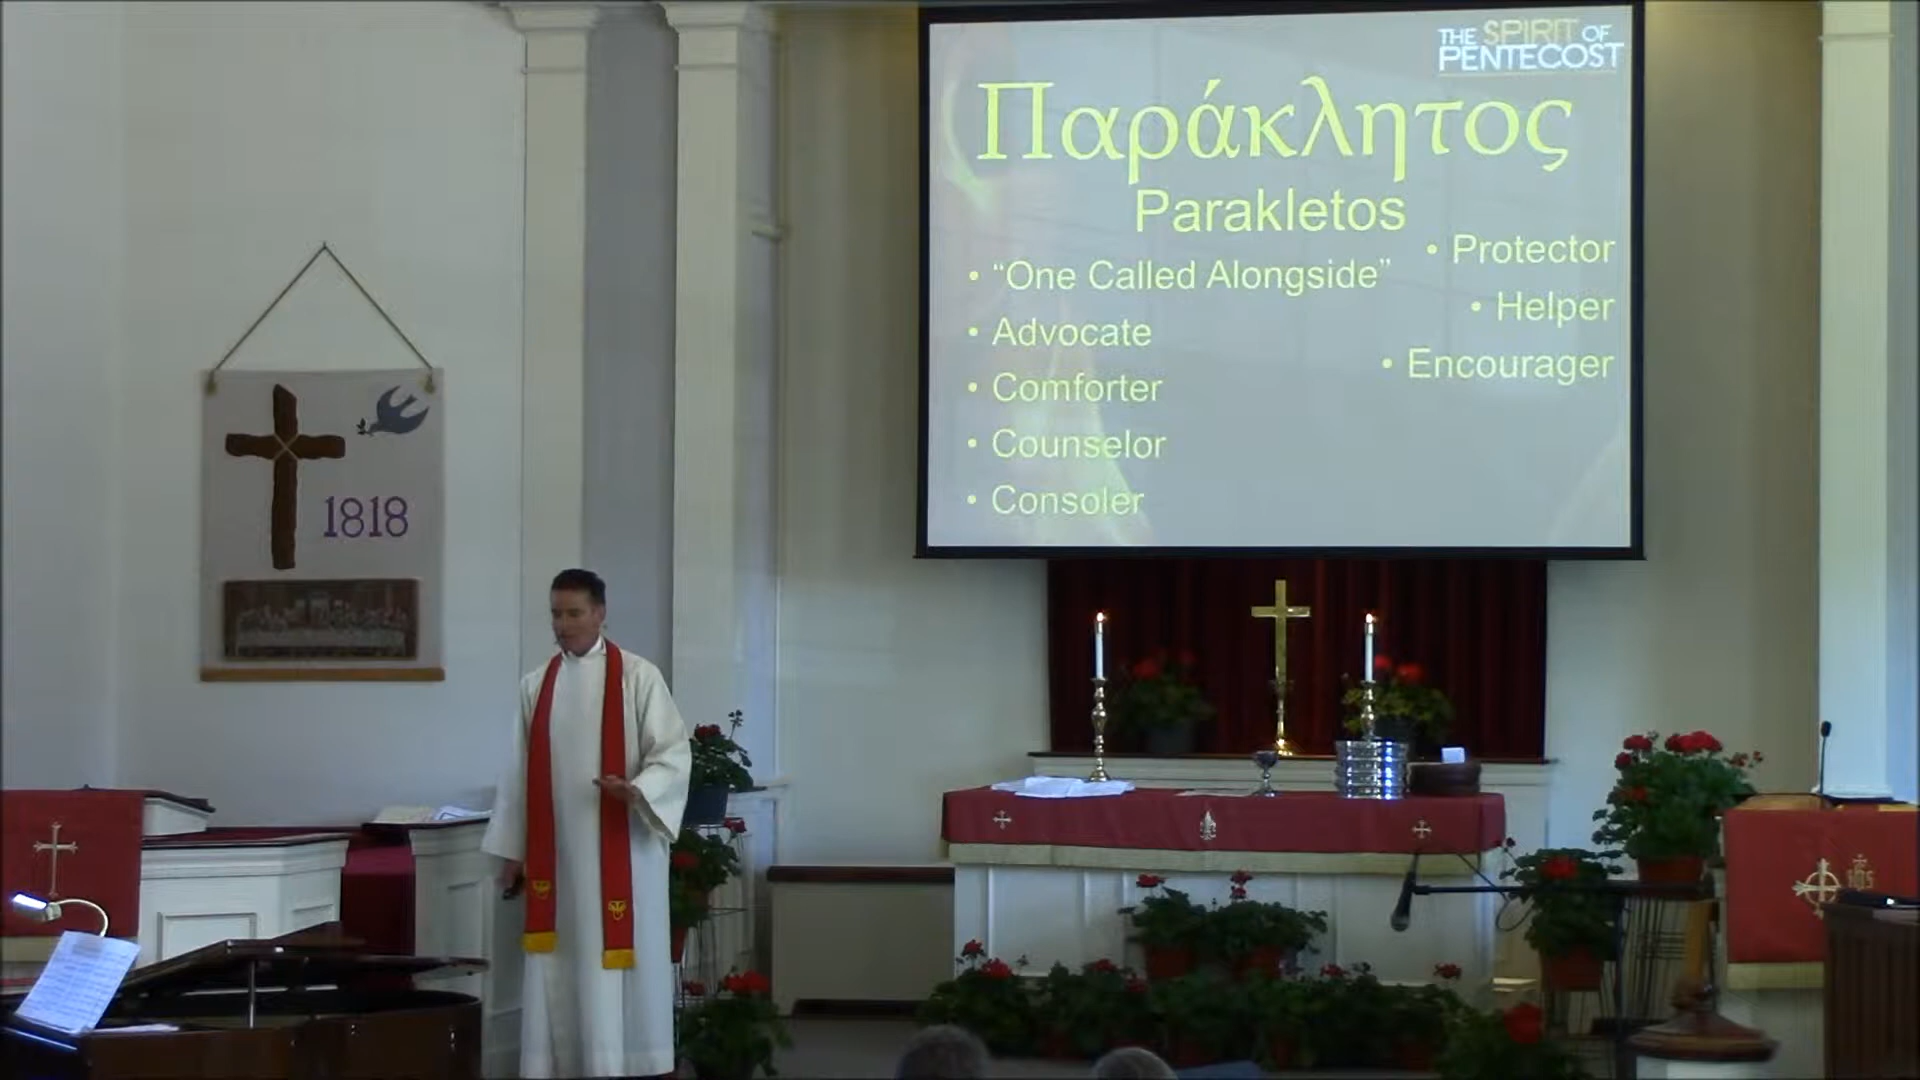 THE SPIRIT OF
PENTECOST
Παράκλητος
Parakletos
• “One Called Alongside”
• Advocate
• Comforter
• Counselor
• Consoler
• Protector
• Helper
• Encourager
1818
IHS